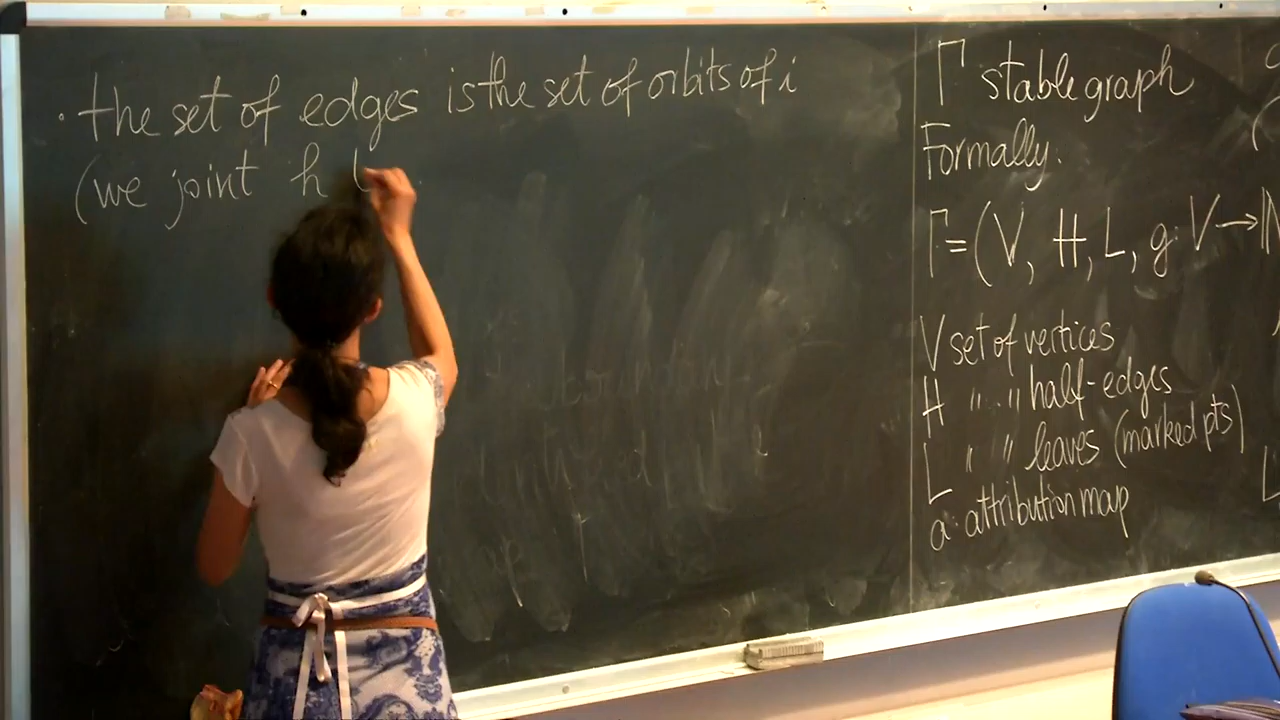 · the set of edges is the set of orbits of i
(we joint h
Γ stable graph
Formally:
Γ = (V, H, L, g: V → ℕ
V set of vertices
H " " half-edges
L " " leaves (marked pts)
a: attribution map